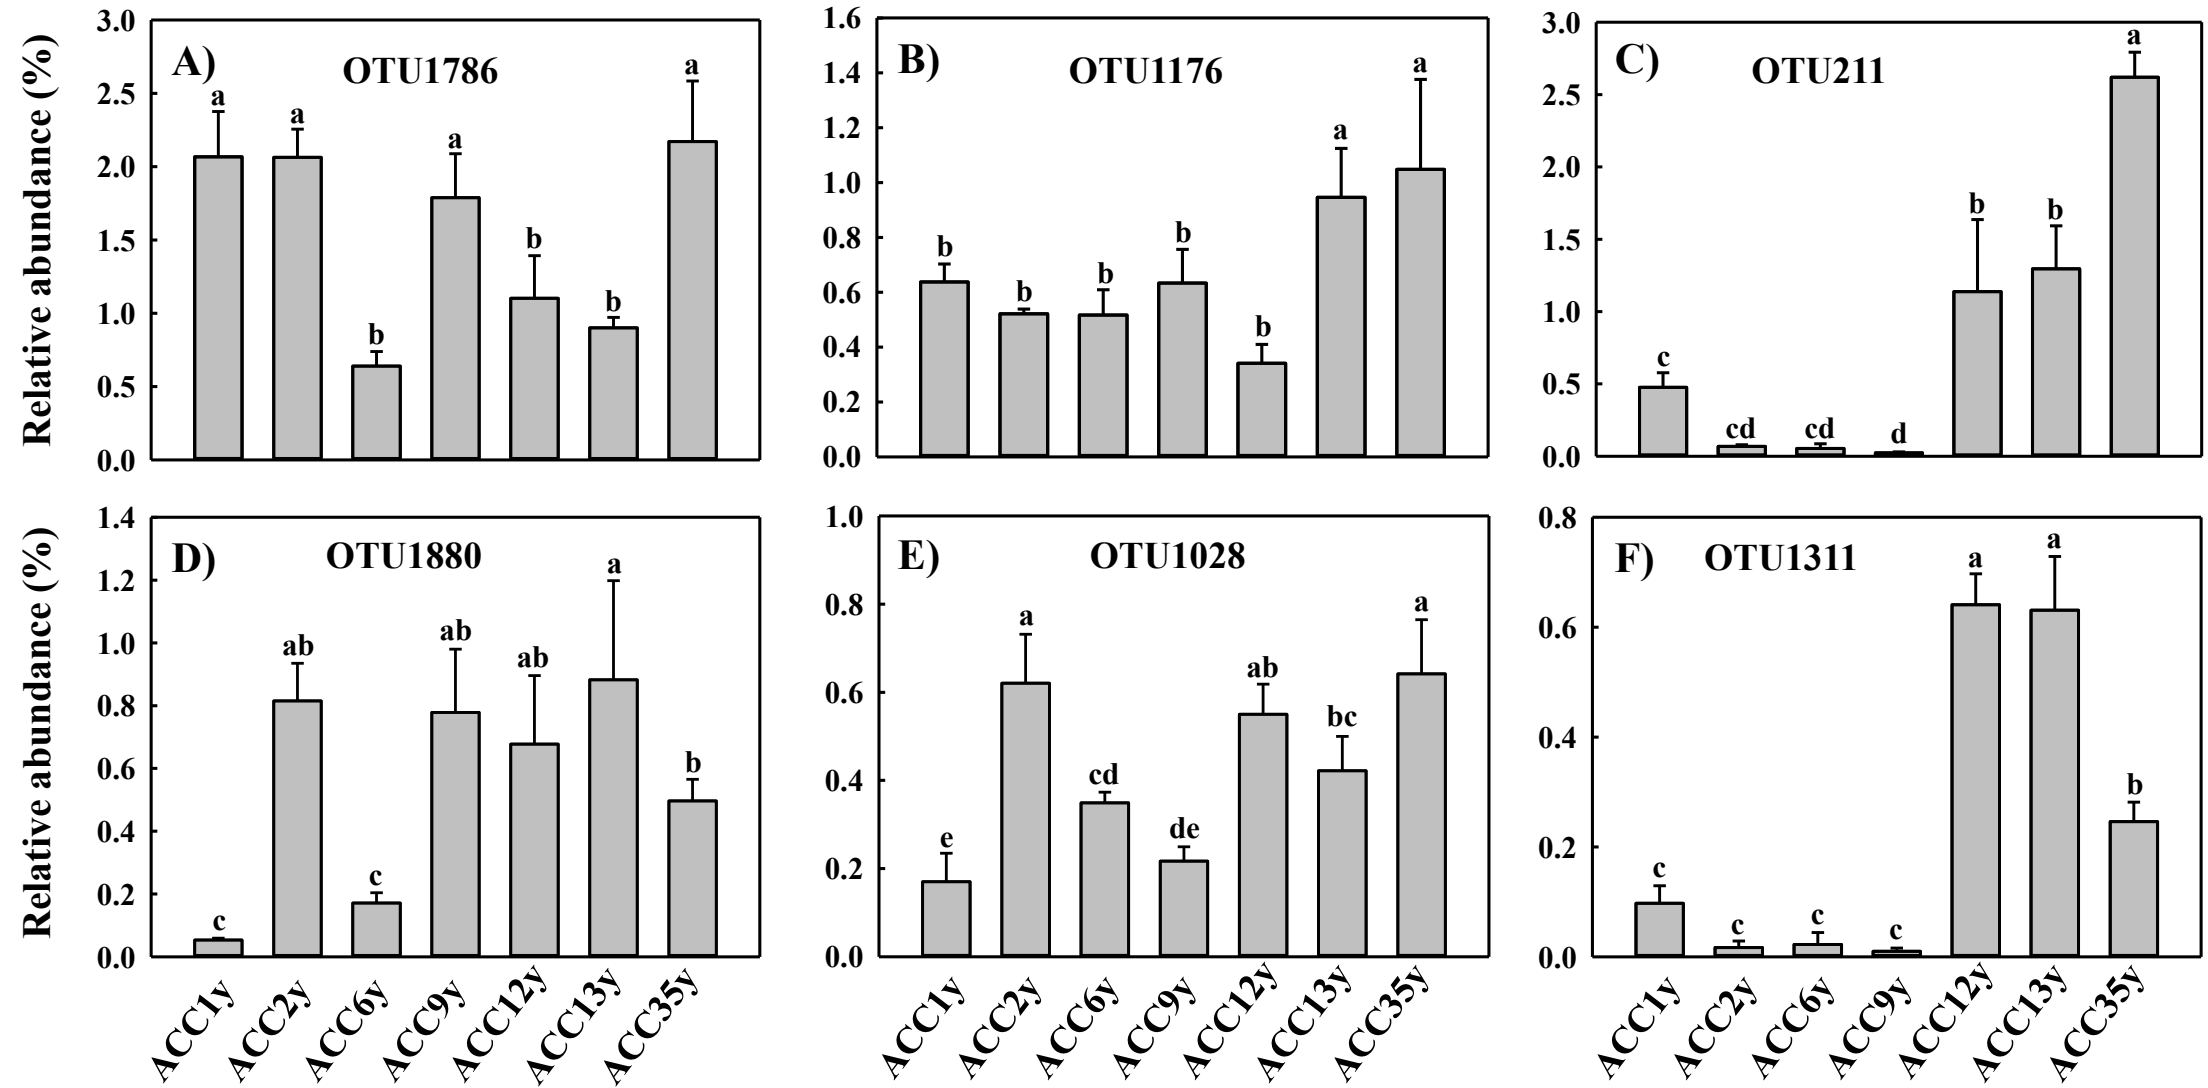 Relative abundance (%)
3.0
2.5
2.0
1.5
1.0
0.5
0.0
A)
OTU1786
a
a
b
a
b
b
a
1.6
1.4
1.2
1.0
0.8
0.6
0.4
0.2
0.0
B)
OTU1176
b
b
b
b
b
a
a
3.0
2.5
2.0
1.5
1.0
0.5
0.0
C)
OTU211
c
cd
cd
d
b
b
a
Relative abundance (%)
1.4
1.2
1.0
0.8
0.6
0.4
0.2
0.0
D)
OTU1880
c
ab
c
ab
ab
a
b
ACC1y
ACC2y
ACC6y
ACC9y
ACC12y
ACC13y
ACC35y
1.0
0.8
0.6
0.4
0.2
0.0
E)
OTU1028
e
a
cd
de
ab
bc
a
ACC1y
ACC2y
ACC6y
ACC9y
ACC12y
ACC13y
ACC35y
0.8
0.6
0.4
0.2
0.0
F)
OTU1311
c
c
c
c
a
a
b
ACC1y
ACC2y
ACC6y
ACC9y
ACC12y
ACC13y
ACC35y